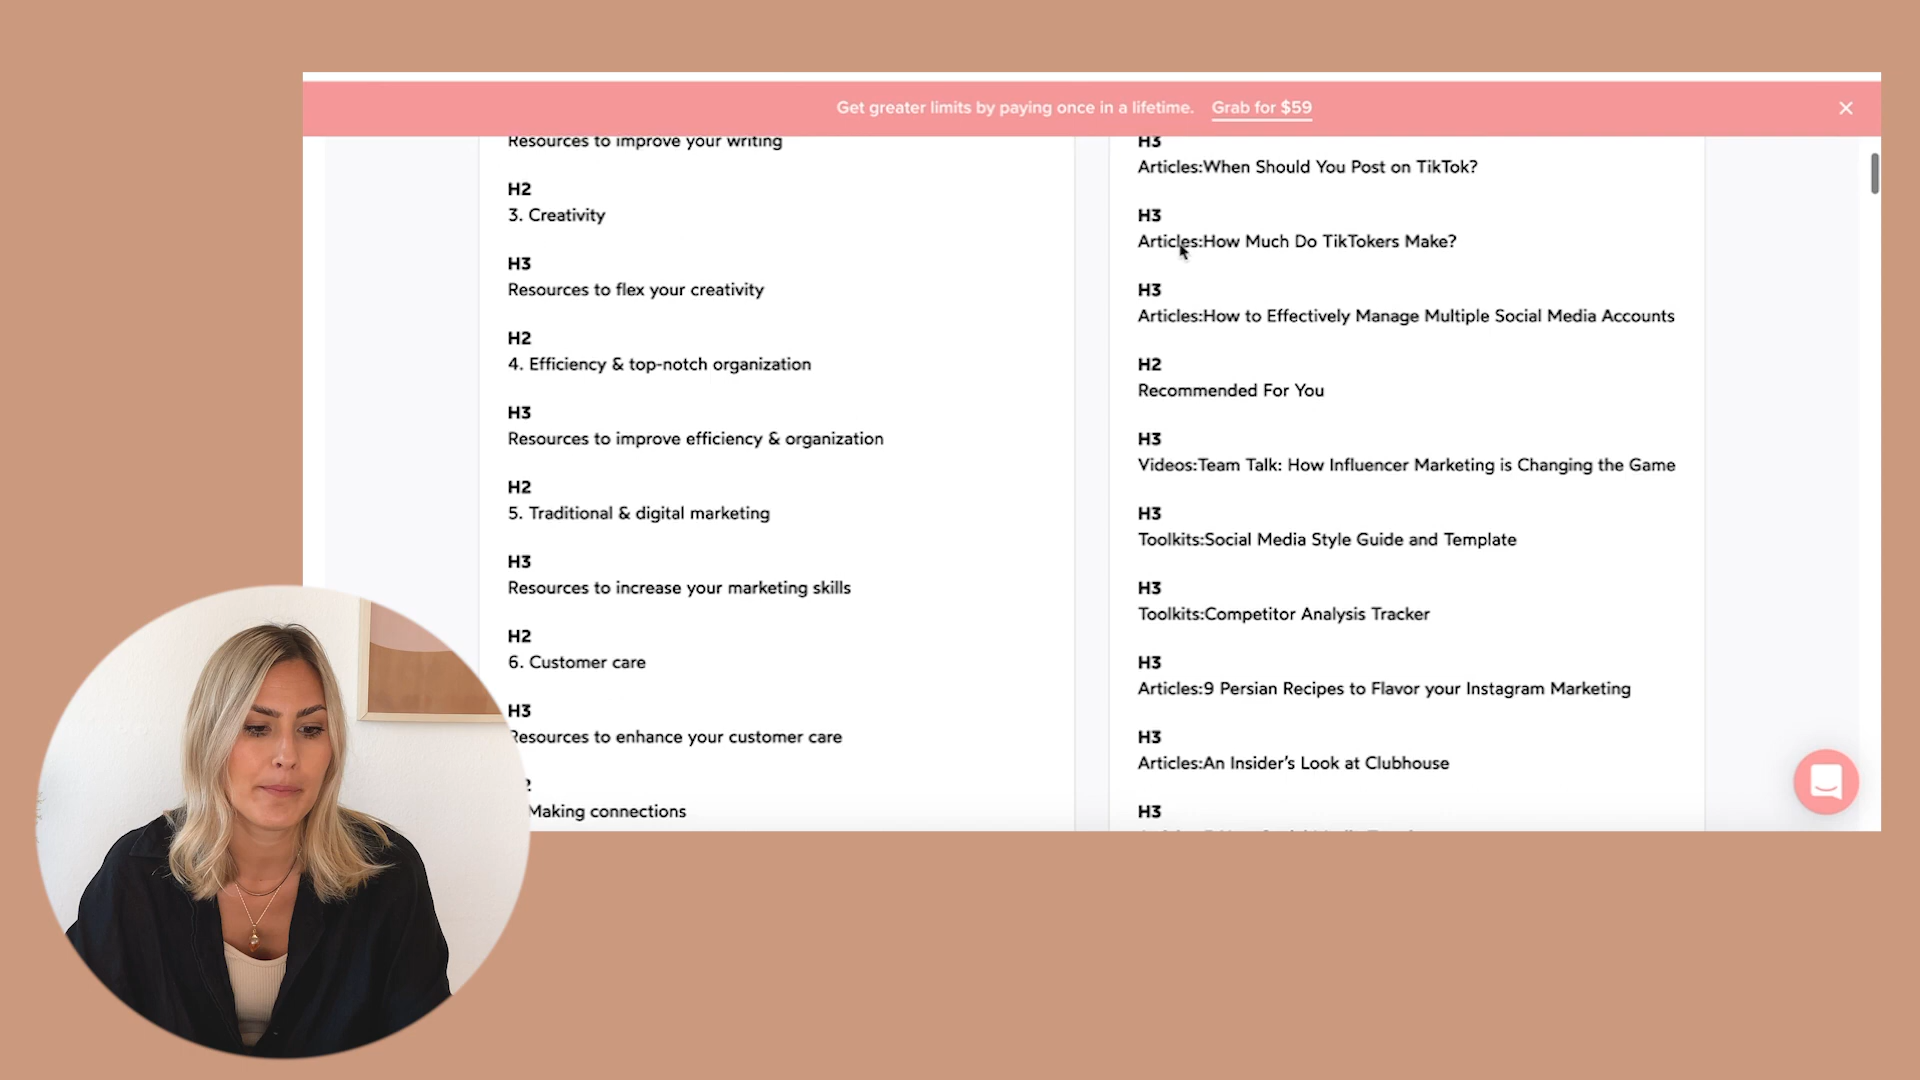 Get greater limits by paying once in a lifetime. Grab for $59
Resources to improve your writing
H2
3. Creativity
H3
Resources to flex your creativity
H2
4. Efficiency & top-notch organization
H3
Resources to improve efficiency & organization
H2
5. Traditional & digital marketing
H3
Resources to increase your marketing skills
H2
6. Customer care
H3
Resources to enhance your customer care
Making connections
H3
Articles:When Should You Post on TikTok?
H3
Articles:How Much Do TikTokers Make?
H3
Articles:How to Effectively Manage Multiple Social Media Accounts
H2
Recommended For You
H3
Videos:Team Talk: How Influencer Marketing is Changing the Game
H3
Toolkits:Social Media Style Guide and Template
H3
Toolkits:Competitor Analysis Tracker
H3
Articles:9 Persian Recipes to Flavor your Instagram Marketing
H3
Articles:An Insider's Look at Clubhouse
H3